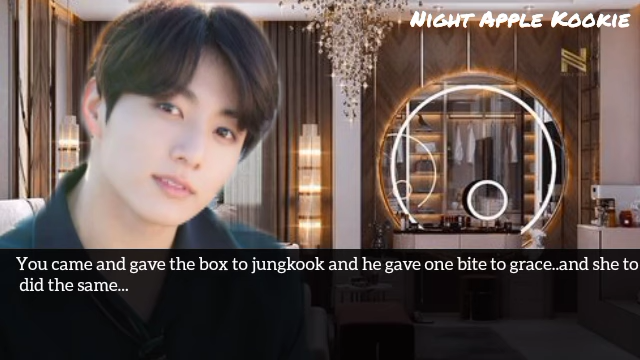 Night Apple Kookie
N
You came and gave the box to jungkook and he gave one bite to grace..and she to
did the same...